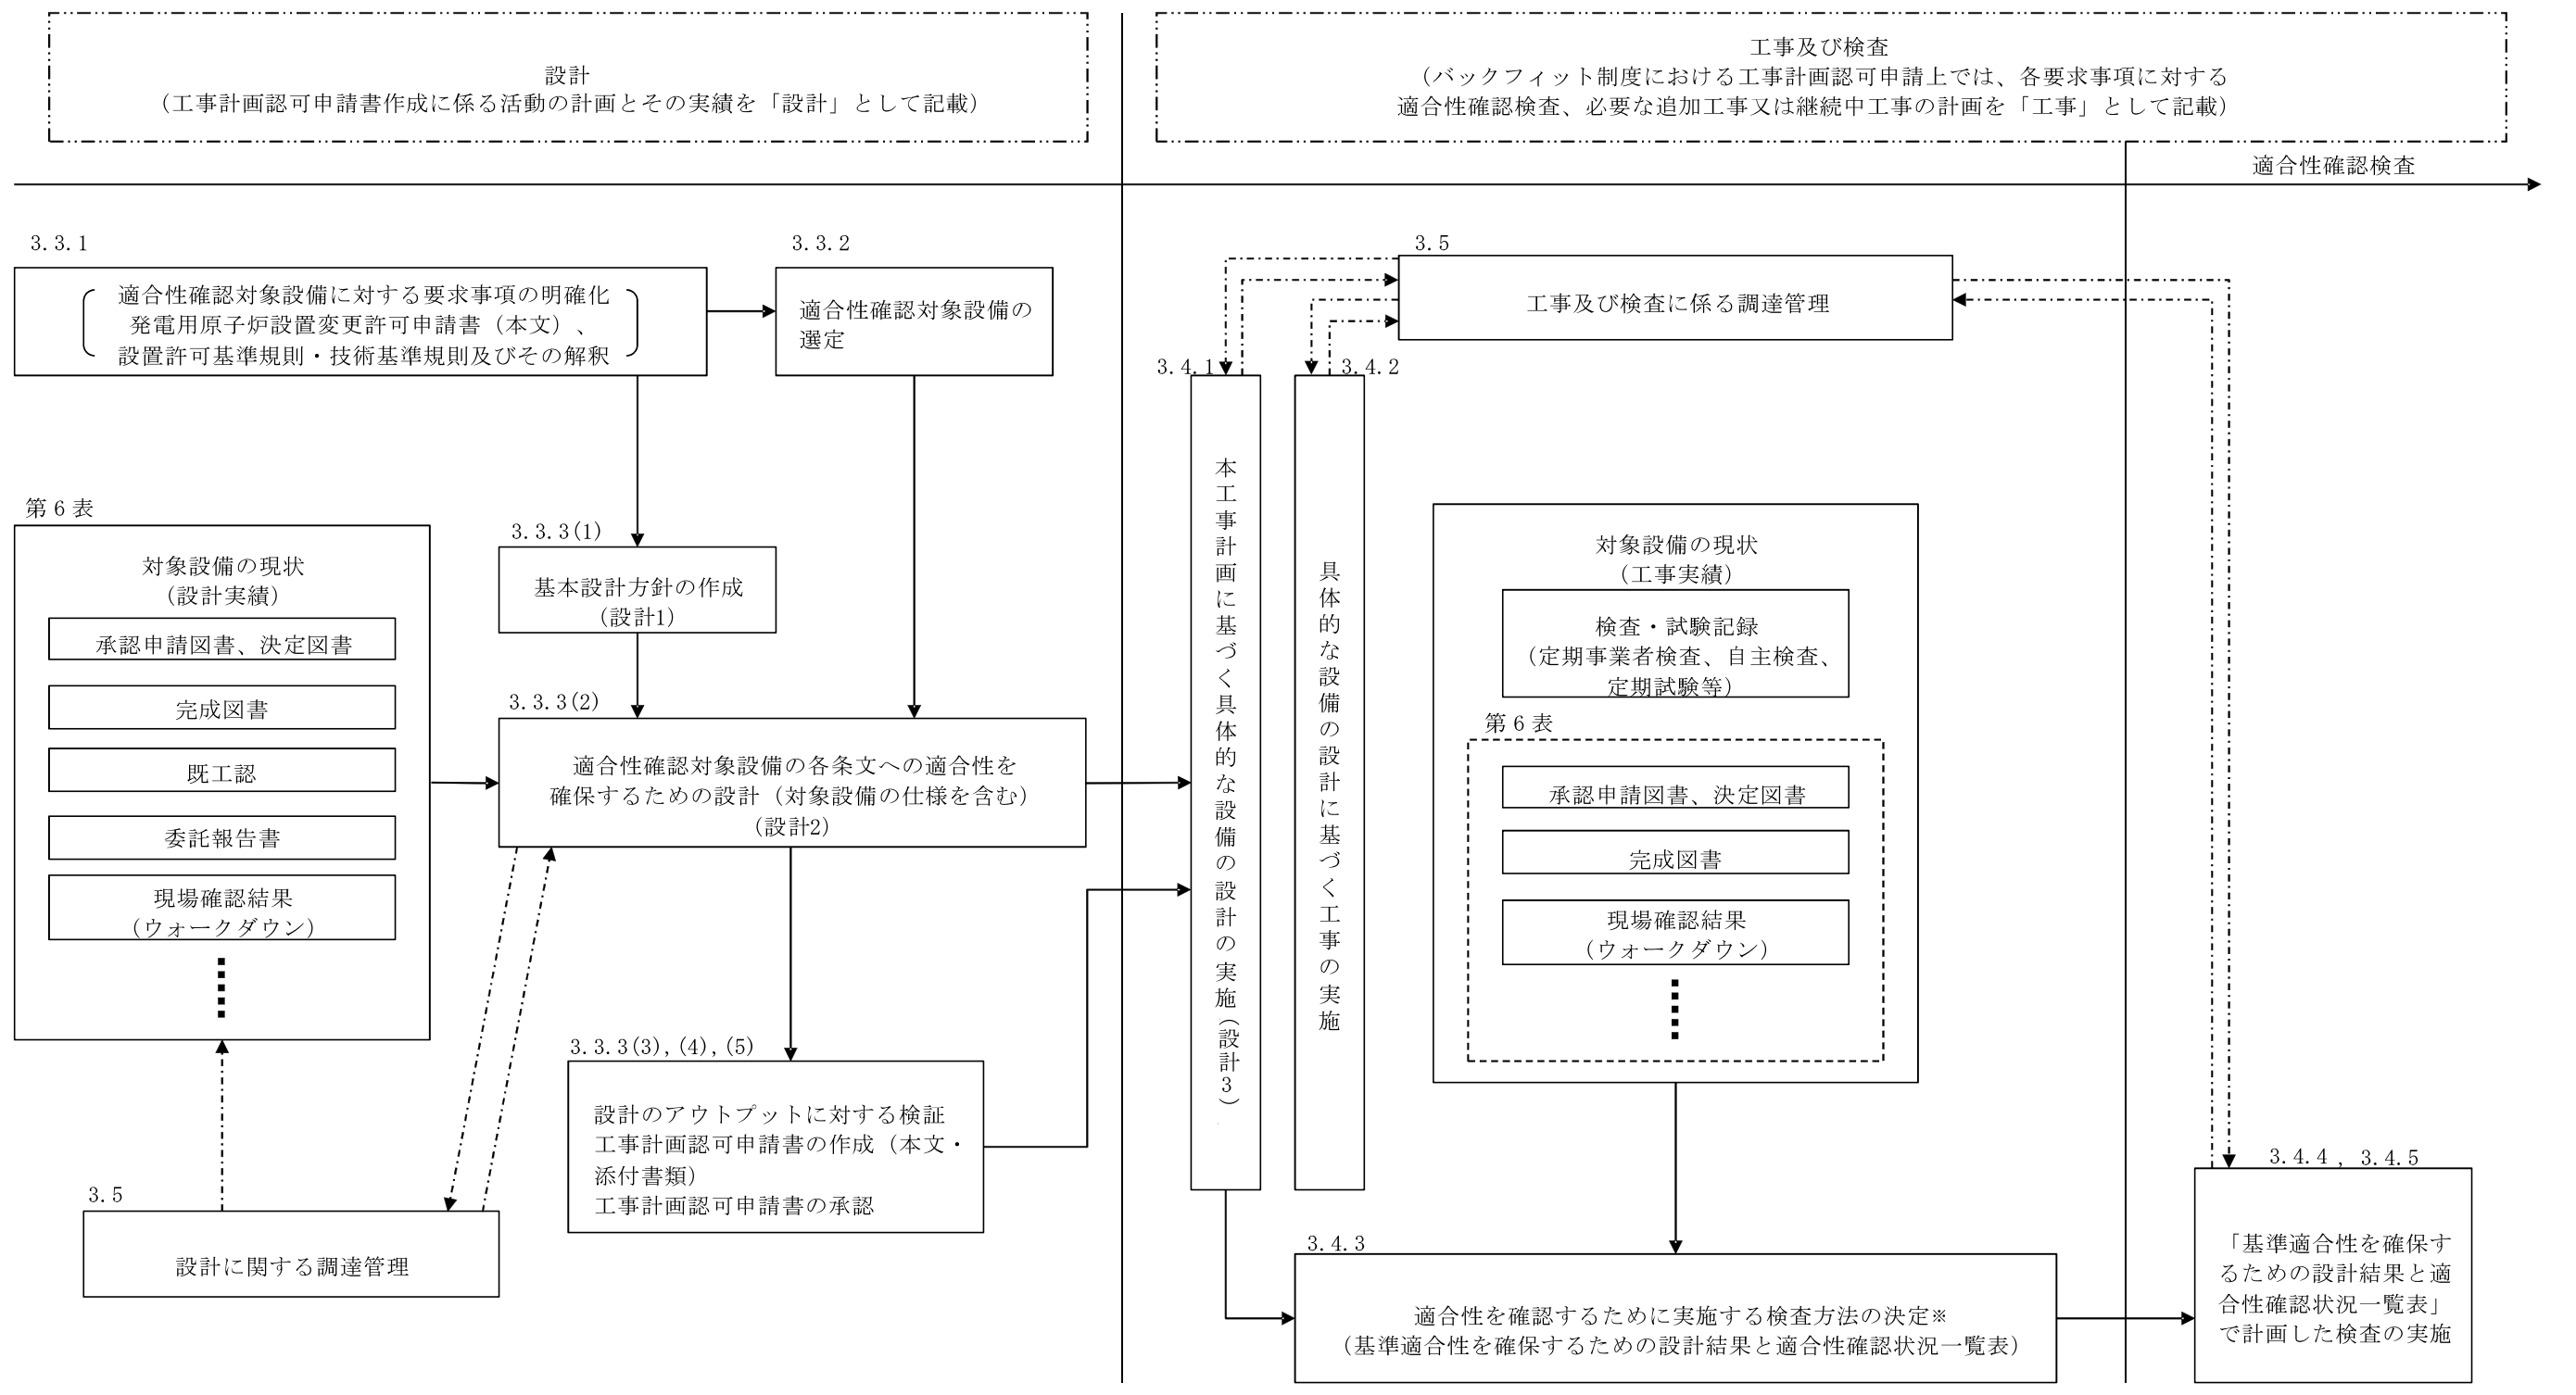 設計
（工事計画認可申請書作成に係る活動の計画とその実績を「設計」として記載）
工事及び検査
（バックフィット制度における工事計画認可申請上では、各要求事項に対する
適合性確認検査、必要な追加工事又は継続中工事の計画を「工事」として記載）
適合性確認検査
3.3.1
適合性確認対象設備に対する要求事項の明確化
発電用原子炉設置変更許可申請書（本文）、
設置許可基準規則・技術基準規則及びその解釈
3.3.2
適合性確認対象設備の
選定
第６表
対象設備の現状
（設計実績）
承認申請図書、決定図書
完成図書
既工認
委託報告書
現場確認結果
（ウォークダウン）
3.3.3(1)
基本設計方針の作成
（設計1）
3.3.3(2)
適合性確認対象設備の各条文への適合性を
確保するための設計（対象設備の仕様を含む）
（設計2）
3.3.3(3),(4),(5)
設計のアウトプットに対する検証
工事計画認可申請書の作成（本文・
添付書類）
工事計画認可申請書の承認
3.5
設計に関する調達管理
3.5
工事及び検査に係る調達管理
3.4.1
本工事計画に基づく具体的な設備の設計の実施（設計３）
3.4.2
具体的な設備の設計に基づく工事の実施
対象設備の現状
（工事実績）
検査・試験記録
（定期事業者検査、自主検査、
定期試験等）
第６表
承認申請図書、決定図書
完成図書
現場確認結果
（ウォークダウン）
3.4.3
適合性を確認するために実施する検査方法の決定※
（基準適合性を確保するための設計結果と適合性確認状況一覧表）
3.4.4 , 3.4.5
「基準適合性を確保す
るための設計結果と適
合性確認状況一覧表」
で計画した検査の実施